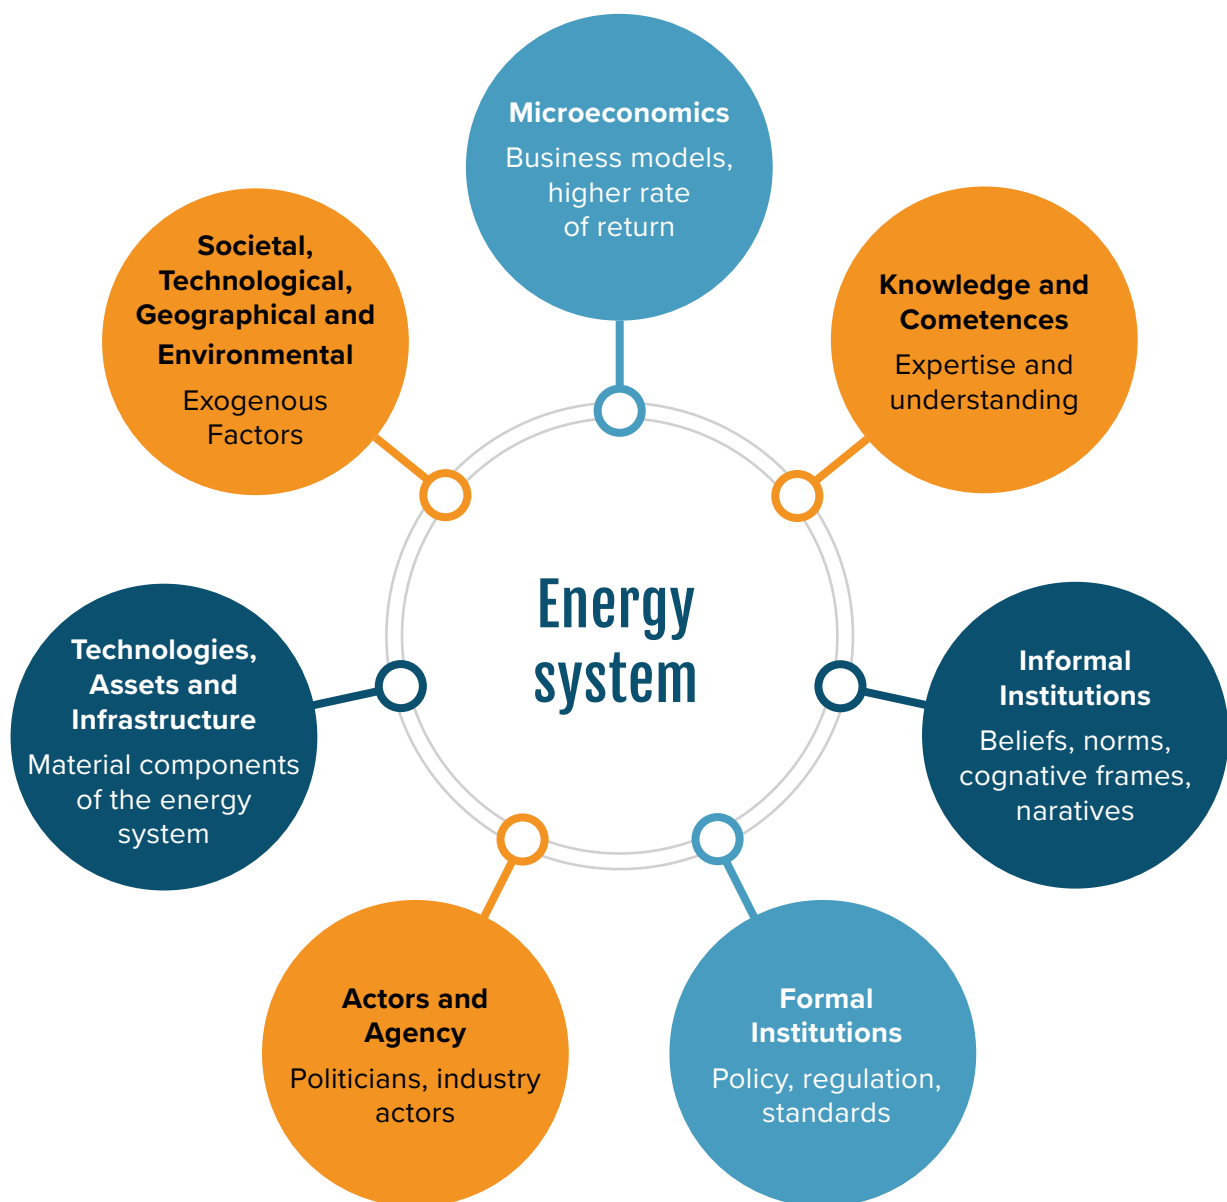 Microeconomics
Business models,
higher rate
of return
Knowledge and
Cometences
Expertise and
understanding
Informal
Institutions
Beliefs, norms,
cognative frames,
naratives
Formal
Institutions
Policy, regulation,
standards
Actors and
Agency
Politicians, industry
actors
Technologies,
Assets and
Infrastructure
Material components
of the energy
system
Societal,
Technological,
Geographical and
Environmental
Exogenous
Factors
Energy
system